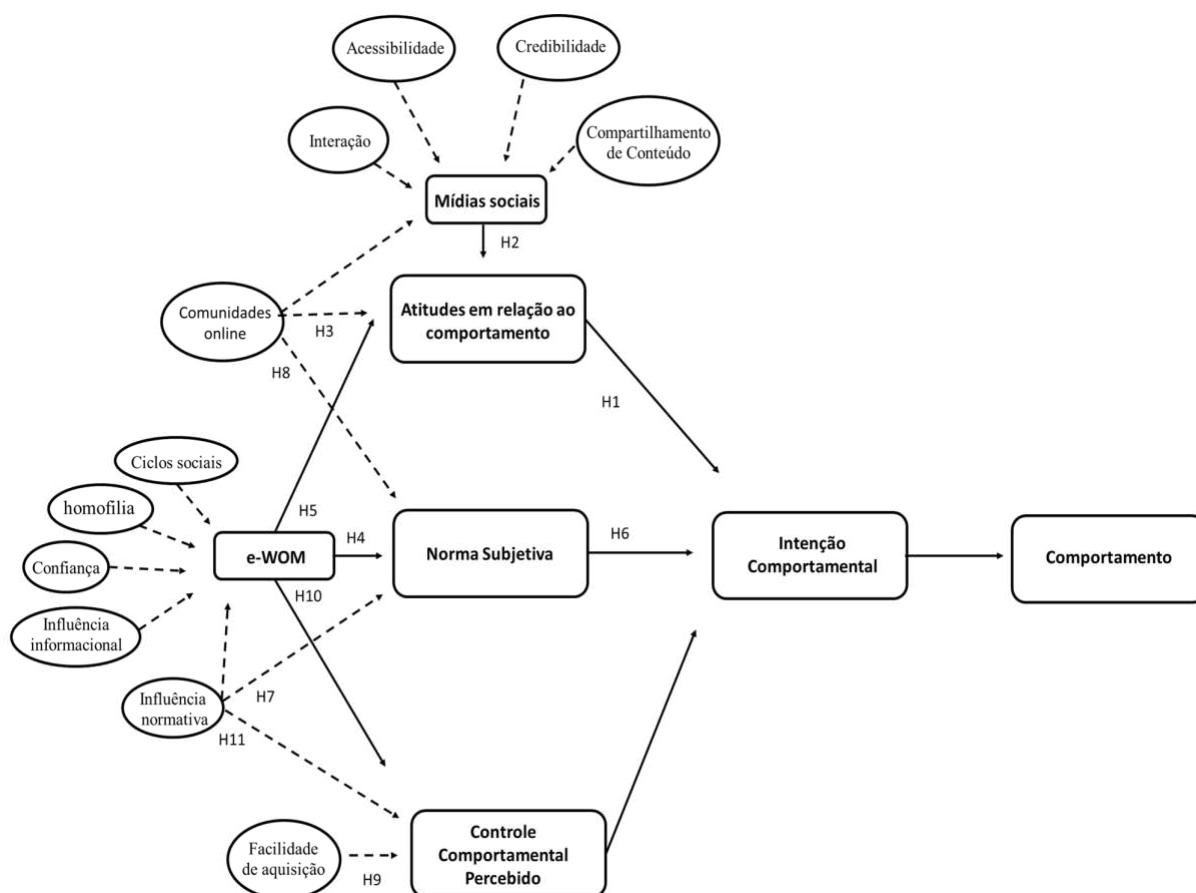 Acessibilidade
Credibilidade
Interação
Compartilhamento
de Conteúdo
Mídias sociais
H2
Comunidades
online
H3
Atitudes em relação ao
comportamento
H8
H1
Ciclos sociais
homofilia
H5
H4
e-WOM
Norma Subjetiva
H6
Intenção
Comportamental
Comportamento
Confiança
H10
Influência
informacional
Influência
normativa
H7
H11
Controle
Comportamental
Percebido
Facilidade
de aquisição
H9